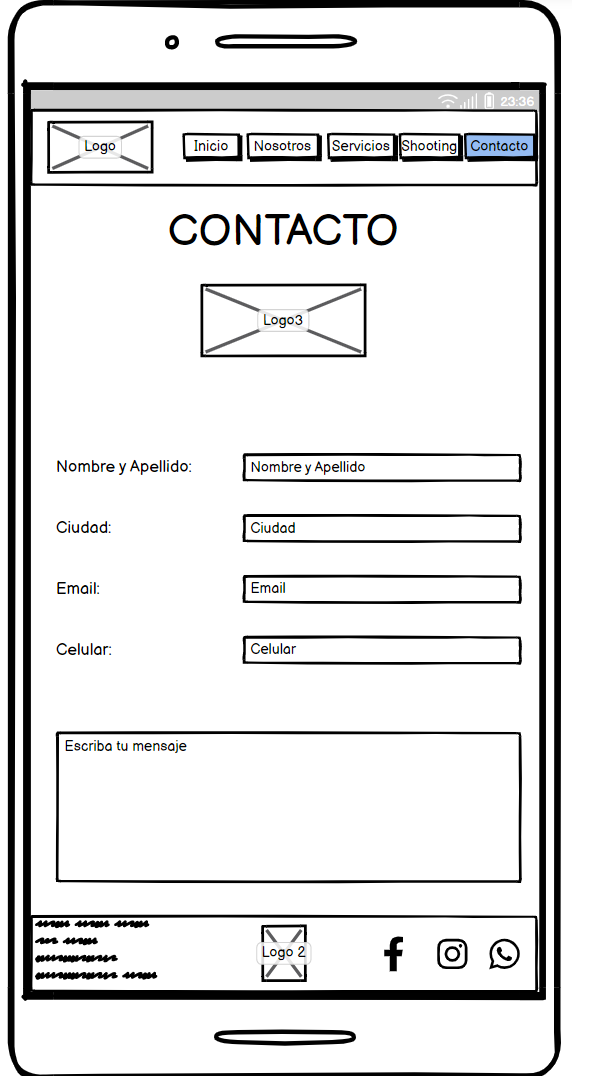 23:36
Logo
Inicio Nosotros Servicios Shooting Contacto
CONTACTO
Logo3
Nombre y Apellido: Nombre y Apellido
Ciudad: Ciudad
Email: Email
Celular: Celular
Escriba tu mensaje
Logo 2